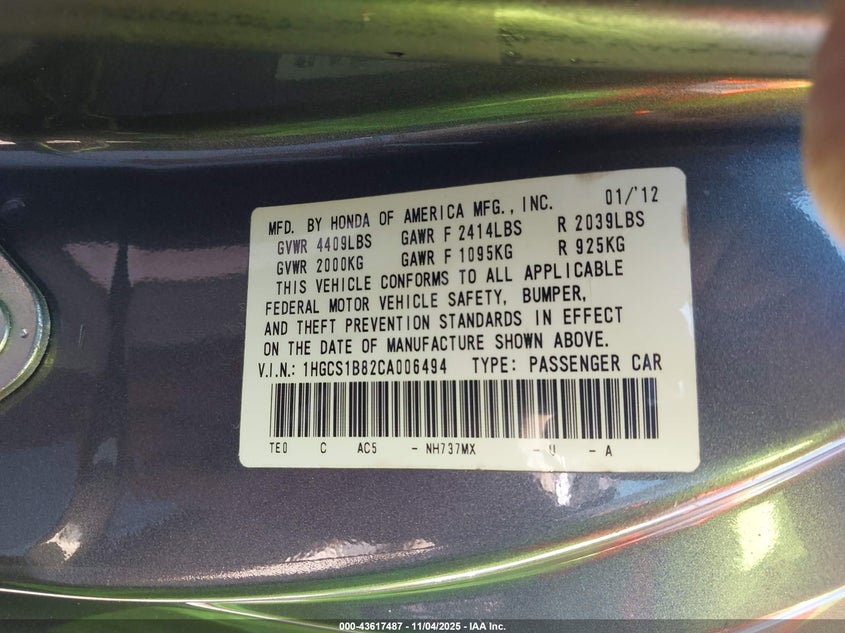 MFD. BY HONDA OF AMERICA MFG., INC. 01/'12
GVWR 4409LBS GAWR F 2414LBS R 2039LBS
GVWR 2000KG GAWR F 1095KG R 925KG
THIS VEHICLE CONFORMS TO ALL APPLICABLE
FEDERAL MOTOR VEHICLE SAFETY, BUMPER,
AND THEFT PREVENTION STANDARDS IN EFFECT
ON THE DATE OF MANUFACTURE SHOWN ABOVE.
V.I.N.: 1HGCS1B82CA006494 TYPE: PASSENGER CAR
TE0 C AC5 - NH737MX - U - A
000-43617487 - 11/04/2025 - IAA Inc.